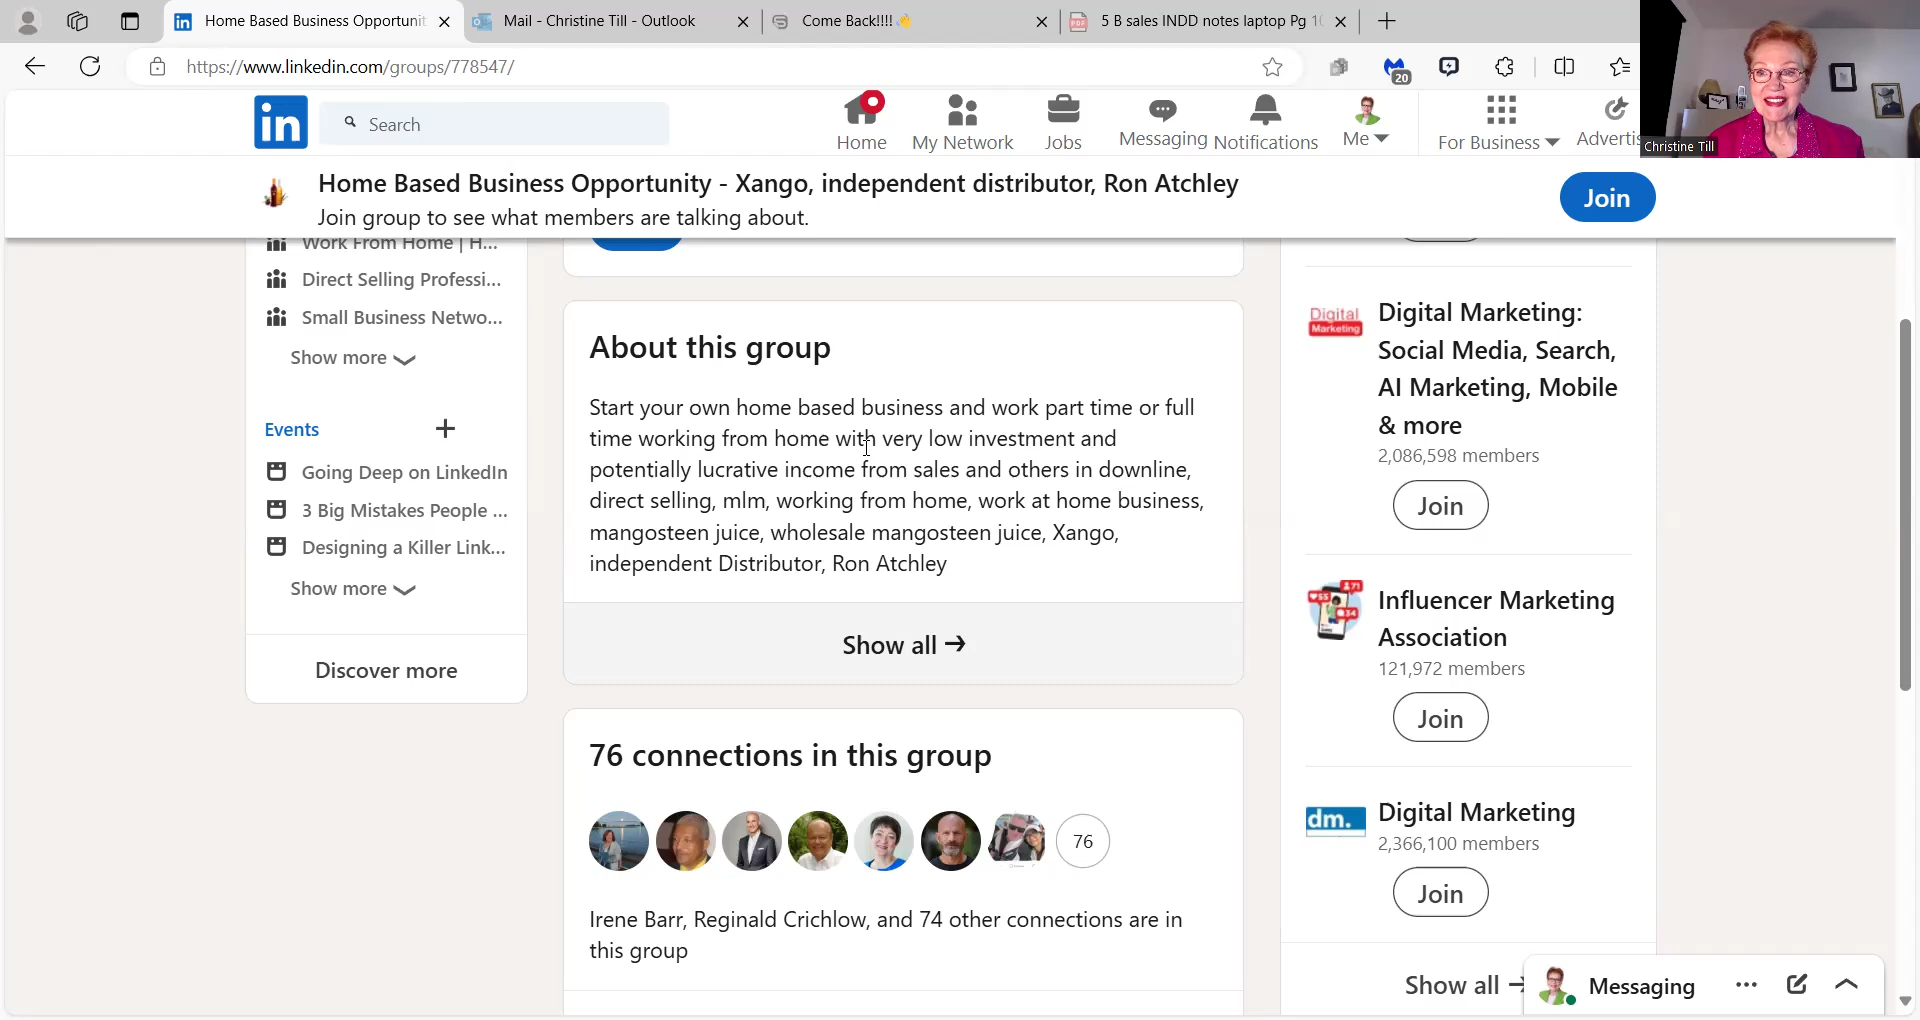 Home Based Business Opportunit
Mail - Christine Till - Outlook
Come Back!!!!
5 B sales INDD notes laptop Pg 1
https://www.linkedin.com/groups/778547/
20
Christine Till
in
Search
Home
My Network
Jobs
Messaging
Notifications
Me
For Business
Advertis
Home Based Business Opportunity - Xango, independent distributor, Ron Atchley
Join group to see what members are talking about.
Join
Work From Home | H...
Direct Selling Professi...
Small Business Netwo...
Show more
Events
Going Deep on LinkedIn
3 Big Mistakes People ...
Designing a Killer Link...
Show more
Discover more
About this group
Start your own home based business and work part time or full
time working from home with very low investment and
potentially lucrative income from sales and others in downline,
direct selling, mlm, working from home, work at home business,
mangosteen juice, wholesale mangosteen juice, Xango,
independent Distributor, Ron Atchley
Show all
76 connections in this group
76
Irene Barr, Reginald Crichlow, and 74 other connections are in
this group
Digital
Marketing
Digital Marketing:
Social Media, Search,
AI Marketing, Mobile
& more
2,086,598 members
Join
Influencer Marketing
Association
121,972 members
Join
dm.
Digital Marketing
2,366,100 members
Join
Show all
Messaging